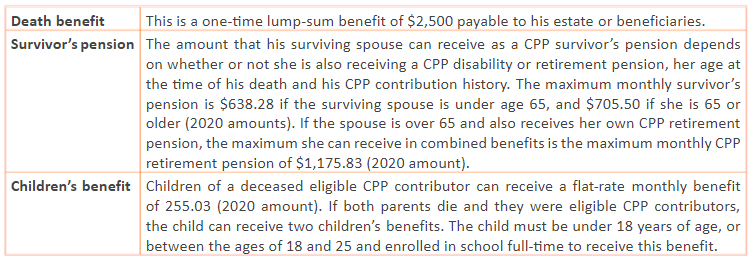 Death benefit This is a one-time lump-sum benefit of $2,500 payable to his estate or beneficiaries.
Survivor's pension The amount that his surviving spouse can receive as a CPP survivor's pension depends
on whether or not she is also receiving a CPP disability or retirement pension, her age at
the time of his death and his CPP contribution history. The maximum monthly survivor's
pension is $638.28 if the surviving spouse is under age 65, and $705.50 if she is 65 or
older (2020 amounts). If the spouse is over 65 and also receives her own CPP retirement
pension, the maximum she can receive in combined benefits is the maximum monthly CPP
retirement pension of $1,175.83 (2020 amount).
Children's benefit Children of a deceased eligible CPP contributor can receive a flat-rate monthly benefit
of 255.03 (2020 amount). If both parents die and they were eligible CPP contributors,
the child can receive two children's benefits. The child must be under 18 years of age, or
between the ages of 18 and 25 and enrolled in school full-time to receive this benefit.